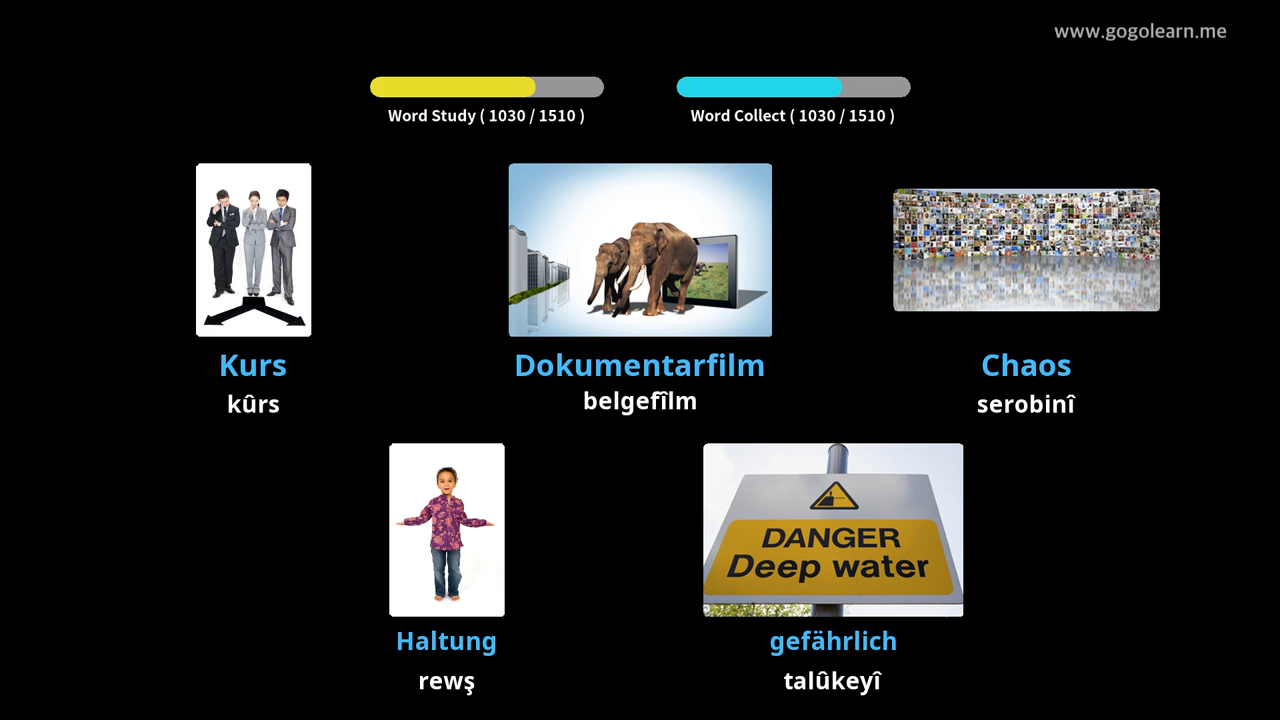 www.gogolearn.me
Word Study ( 1030 / 1510 )
Word Collect ( 1030 / 1510 )
Kurs
kûrs
Dokumentarfilm
belgefîlm
Chaos
serobinî
DANGER
Deep water
Haltung
rewş
gefährlich
talûkeyî